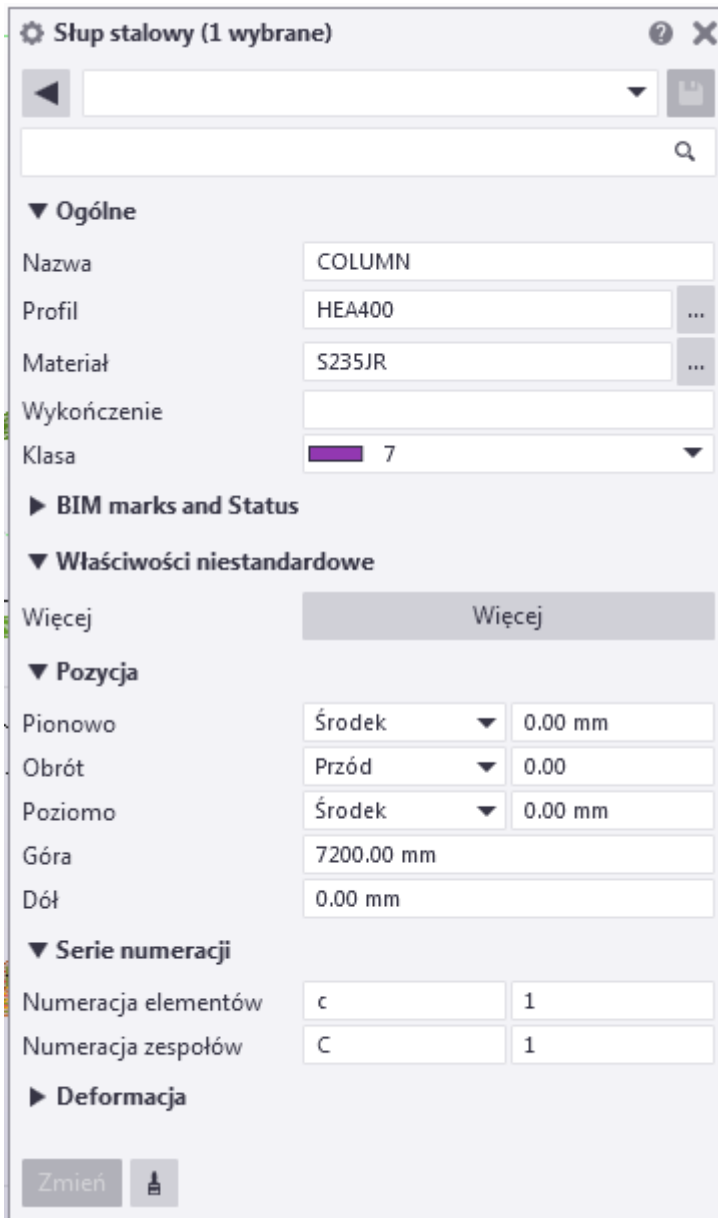 Słup stalowy (1 wybrane)
Ogólne
Nazwa COLUMN
Profil HEA400 ...
Materiał S235JR ...
Wykończenie
Klasa 7
BIM marks and Status
Właściwości niestandardowe
Więcej Więcej
Pozycja
Pionowo Środek 0.00 mm
Obrót Przód 0.00
Poziomo Środek 0.00 mm
Góra 7200.00 mm
Dół 0.00 mm
Serie numeracji
Numeracja elementów c 1
Numeracja zespołów C 1
Deformacja
Zmień